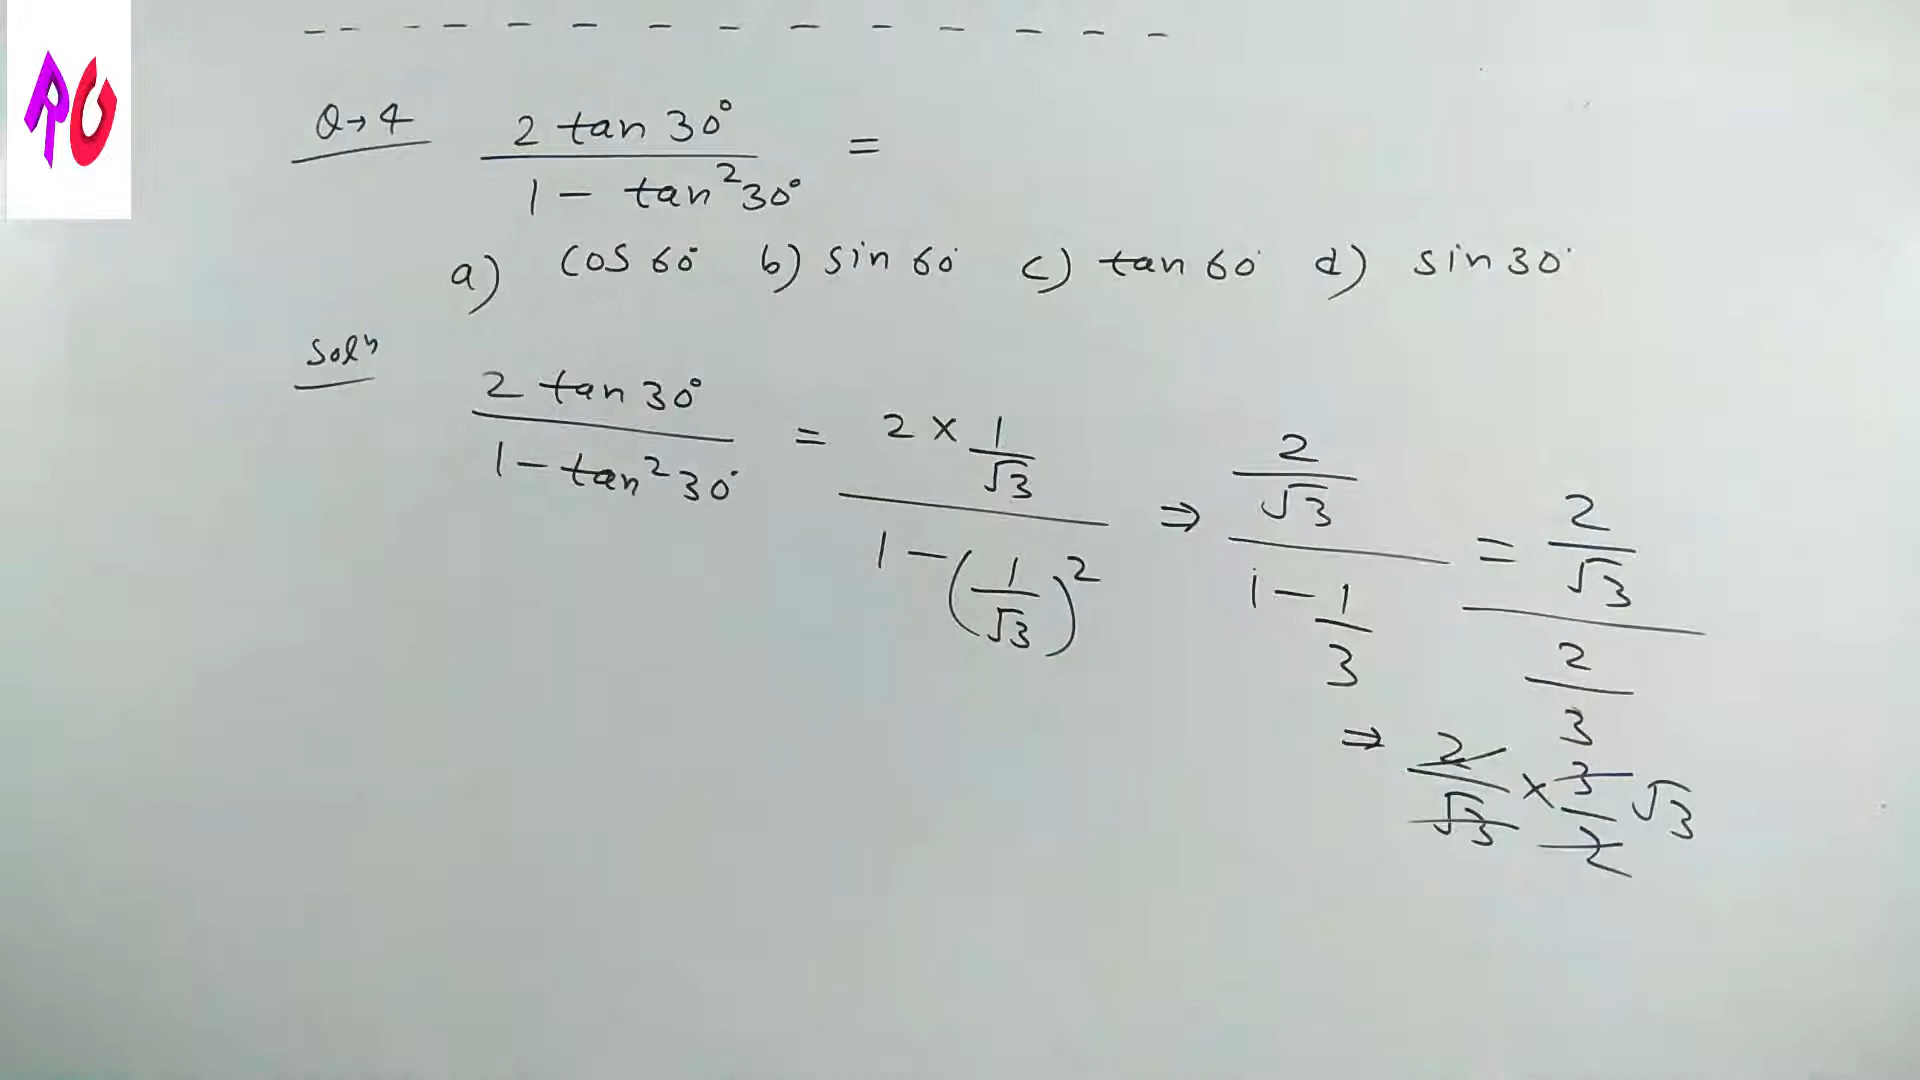 RO
Q→4 2 tan 30° / 1 - tan²30° =
a) cos 60° b) sin 60° c) tan 60° d) sin 30°
Solⁿ
2 tan 30° / 1 - tan²30° = 2 × 1/√3 / 1 - (1/√3)² ⇒ 2/√3 / 1 - 1/3 = 2/√3 / 2/3
⇒ 2/√3 × 3/2 √3